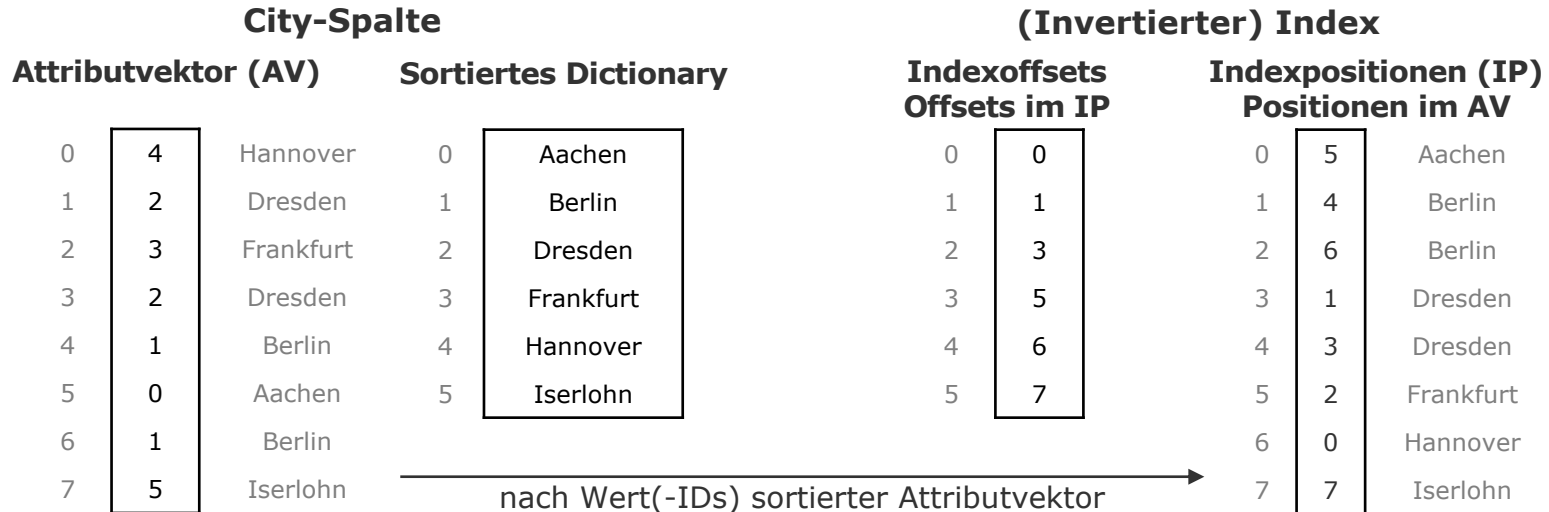 City-Spalte (Invertierter) Index
Attributvektor (AV) Sortiertes Dictionary Indexoffsets Indexpositionen (IP)
Offsets im IP Positionen im AV
0 4 Hannover 0 Aachen 0 0 0 5 Aachen
1 2 Dresden 1 Berlin 1 1 1 4 Berlin
2 3 Frankfurt 2 Dresden 2 3 2 6 Berlin
3 2 Dresden 3 Frankfurt 3 5 3 1 Dresden
4 1 Berlin 4 Hannover 4 6 4 3 Dresden
5 0 Aachen 5 Iserlohn 5 7 5 2 Frankfurt
6 1 Berlin 6 0 Hannover
7 5 Iserlohn nach Wert(-IDs) sortierter Attributvektor 7 7 Iserlohn